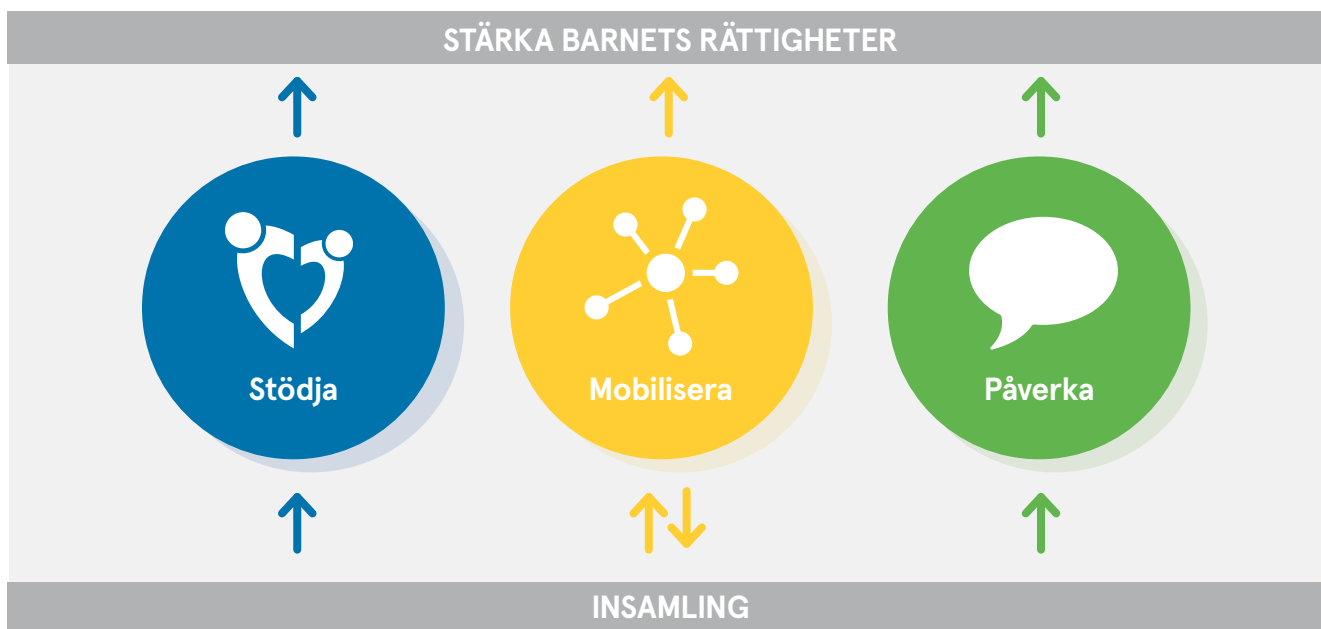 STÄRKA BARNETS RÄTTIGHETER
Stödja
Mobilisera
Påverka
INSAMLING